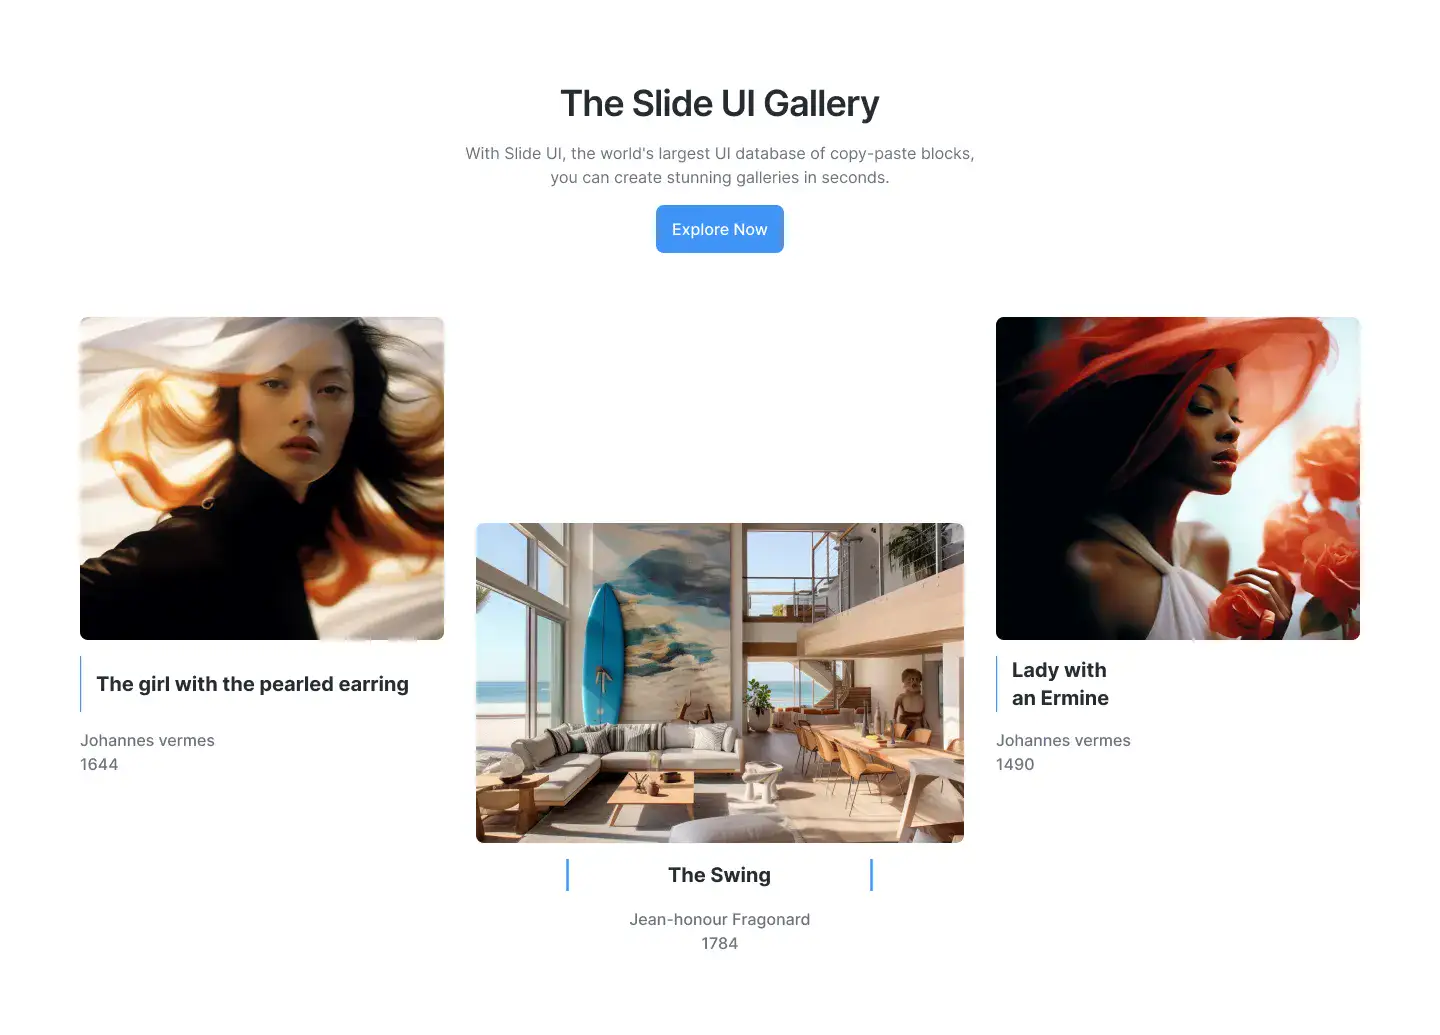 The Slide UI Gallery
With Slide UI, the world's largest UI database of copy-paste blocks,
you can create stunning galleries in seconds.
Explore Now
The girl with the pearled earring
Johannes vermes
1644
The Swing
Jean-honour Fragonard
1784
Lady with
an Ermine
Johannes vermes
1490